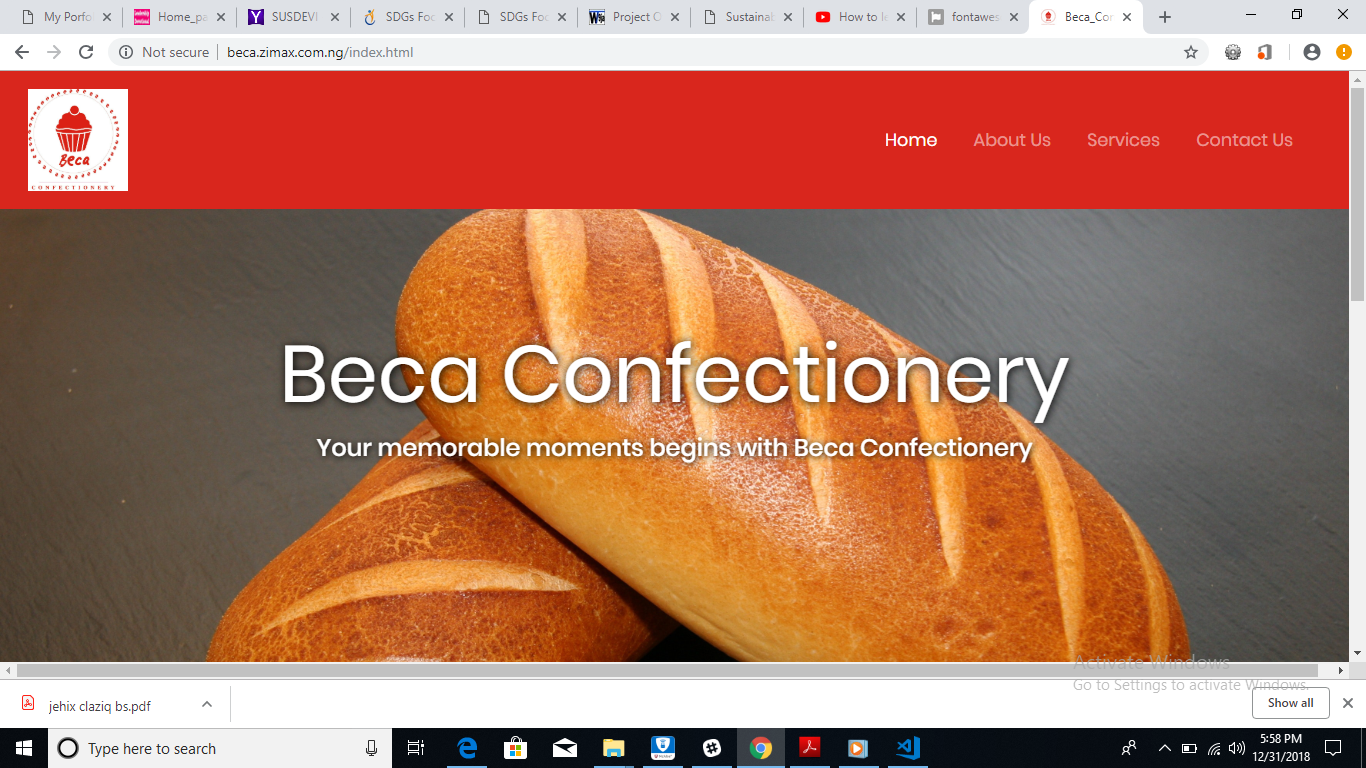 My Porfo
Home_pa
SUSDEVI
SDGs Foc
SDGs Foc
Project C
Sustainab
How to le
fontawes
Beca_Con
Not secure
beca.zimax.com.ng/index.html
Beca
CONFECTIONERY
Home
About Us
Services
Contact Us
Beca Confectionery
Your memorable moments begins with Beca Confectionery
Activate Windows
Go to Settings to activate Windows.
jehix claziq bs.pdf
Show all
Type here to search
5:58 PM
12/31/2018